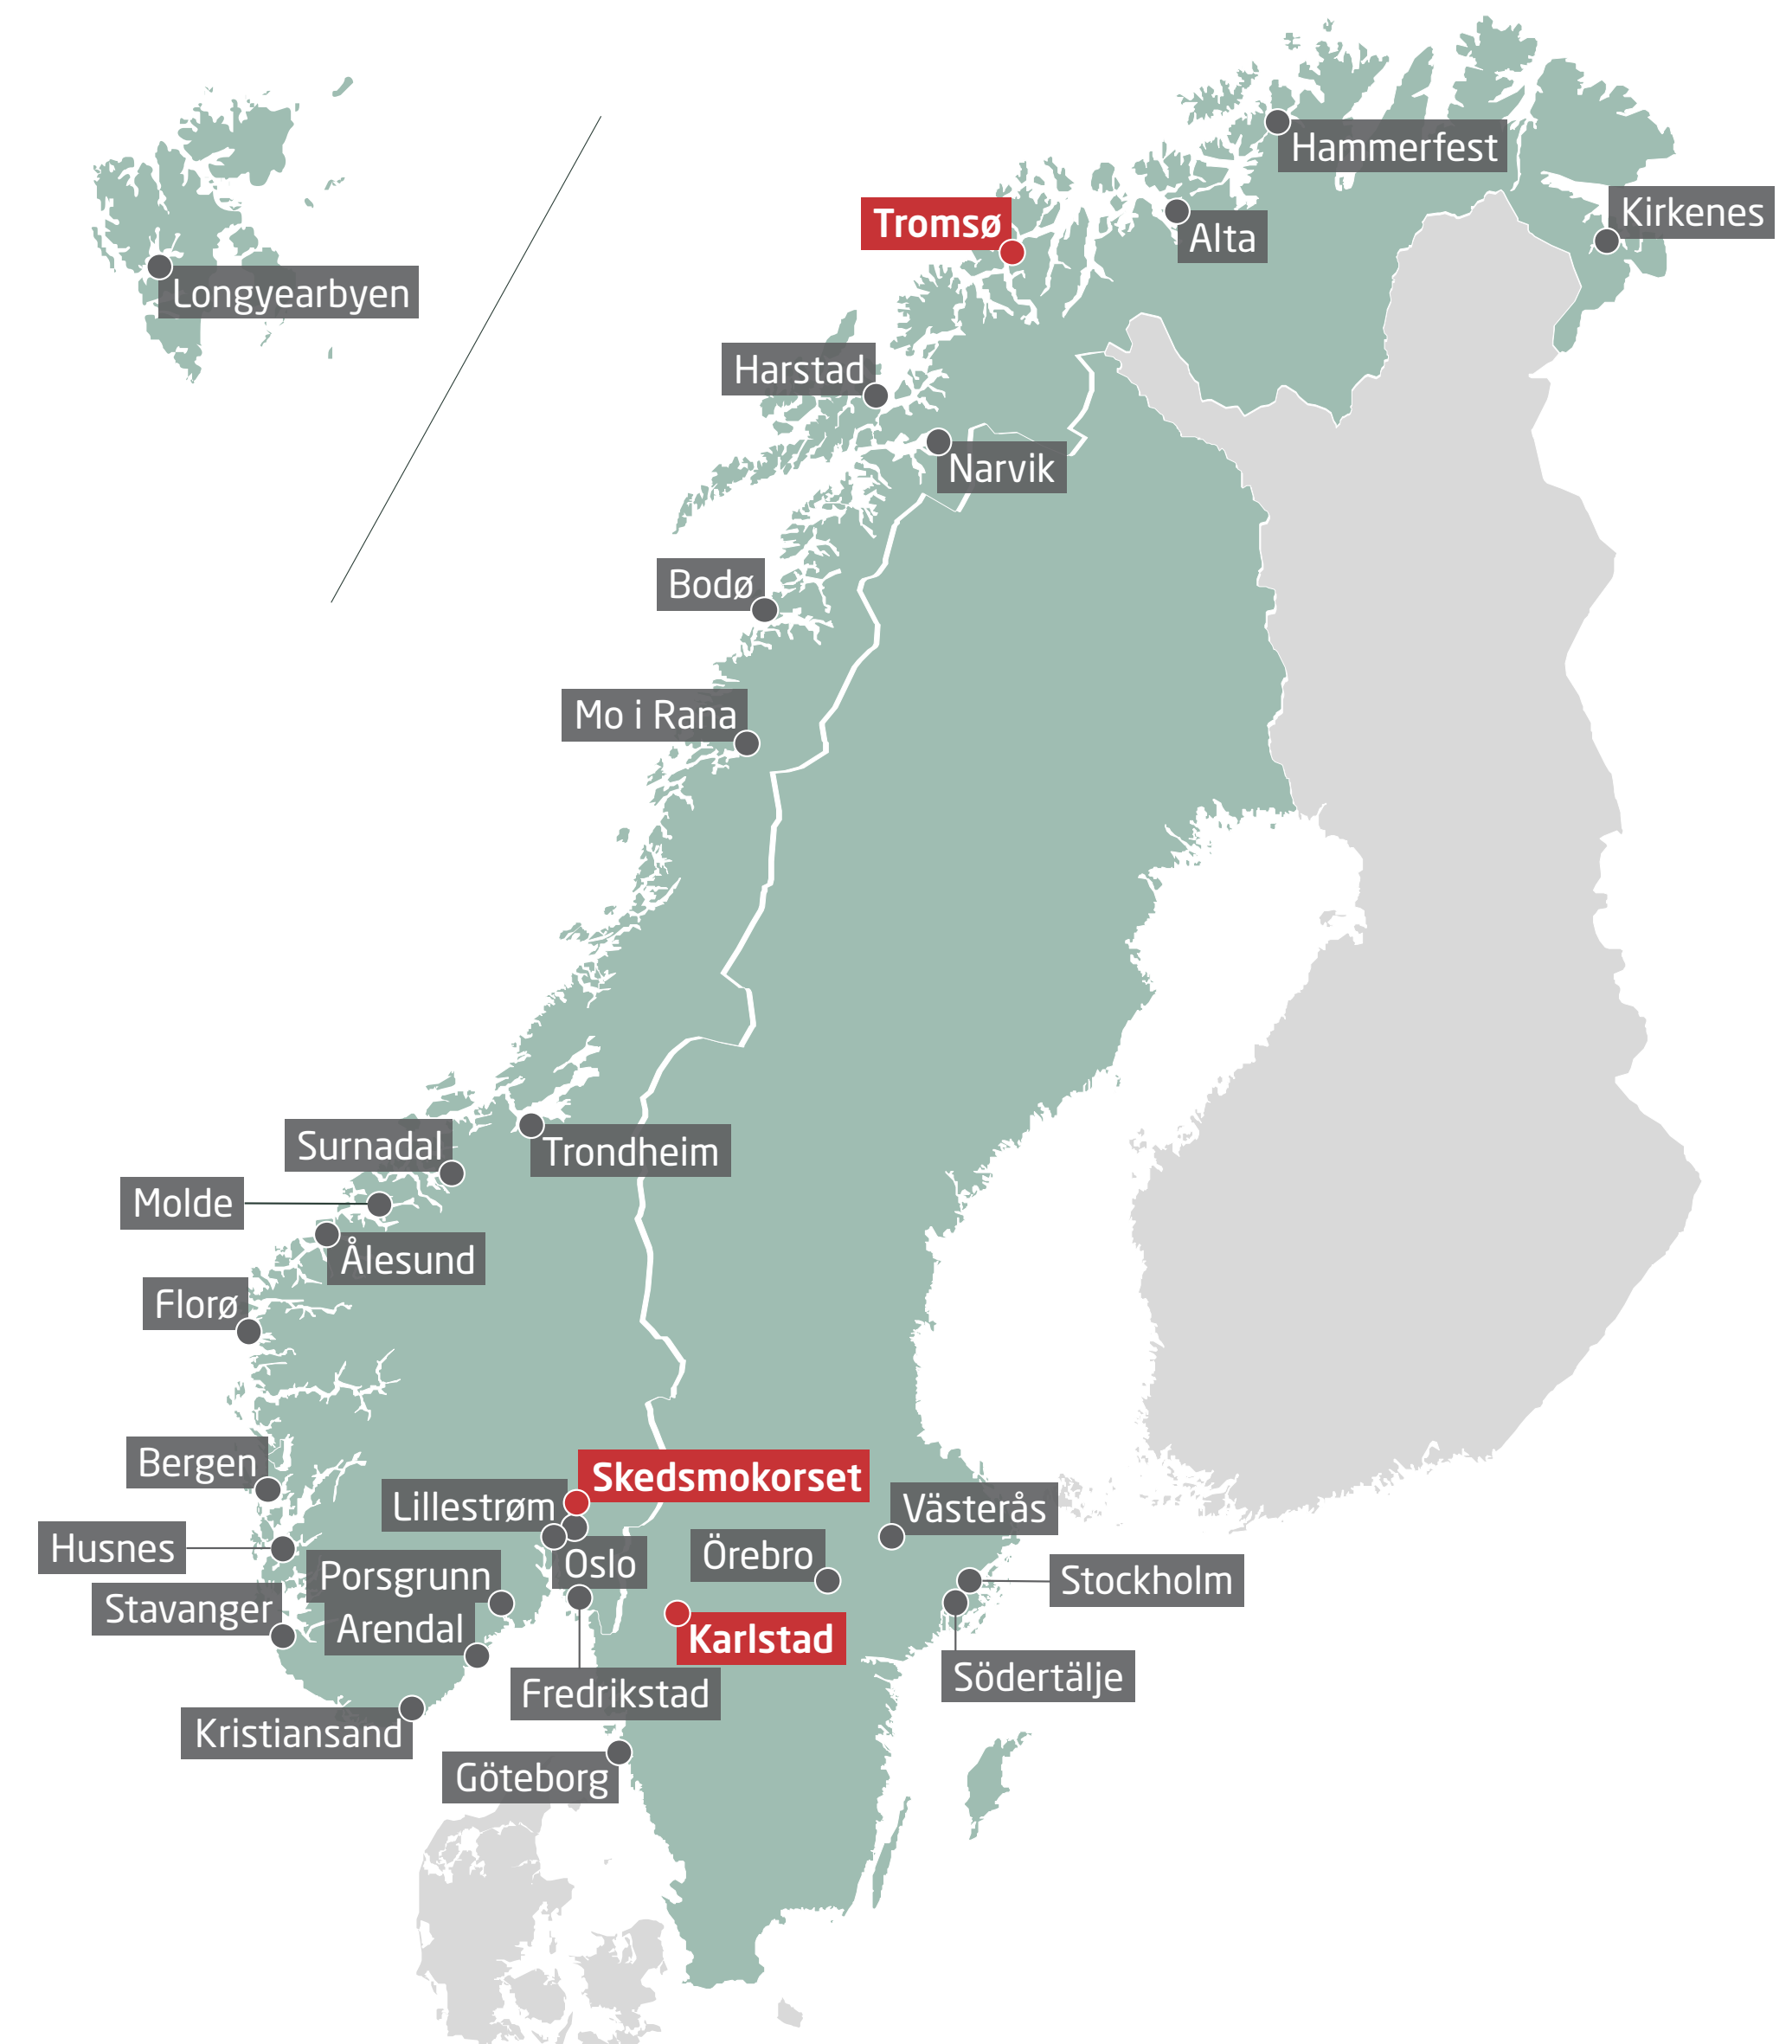 Hammerfest
Kirkenes
Tromsø
Alta
Longyearbyen
Harstad
Narvik
Bodø
Mo i Rana
Surnadal
Trondheim
Molde
Ålesund
Florø
Bergen
Skedsmokorset
Lillestrøm
Västerås
Husnes
Oslo
Örebro
Porsgrunn
Stockholm
Stavanger
Arendal
Karlstad
Södertälje
Fredrikstad
Kristiansand
Göteborg